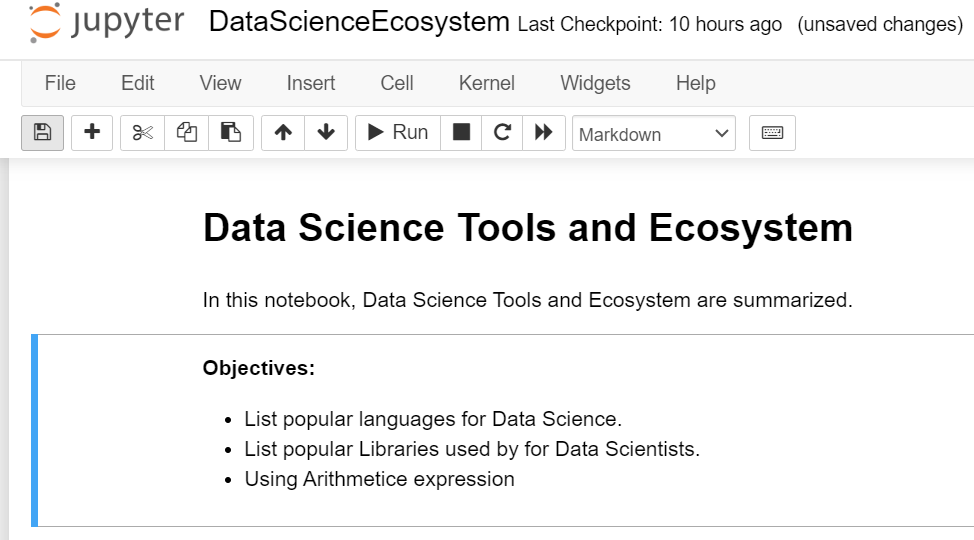 jupyter DataScienceEcosystem Last Checkpoint: 10 hours ago (unsaved changes)
File Edit View Insert Cell Kernel Widgets Help
Run Markdown
Data Science Tools and Ecosystem
In this notebook, Data Science Tools and Ecosystem are summarized.
Objectives:
• List popular languages for Data Science.
• List popular Libraries used by for Data Scientists.
• Using Arithmetice expression